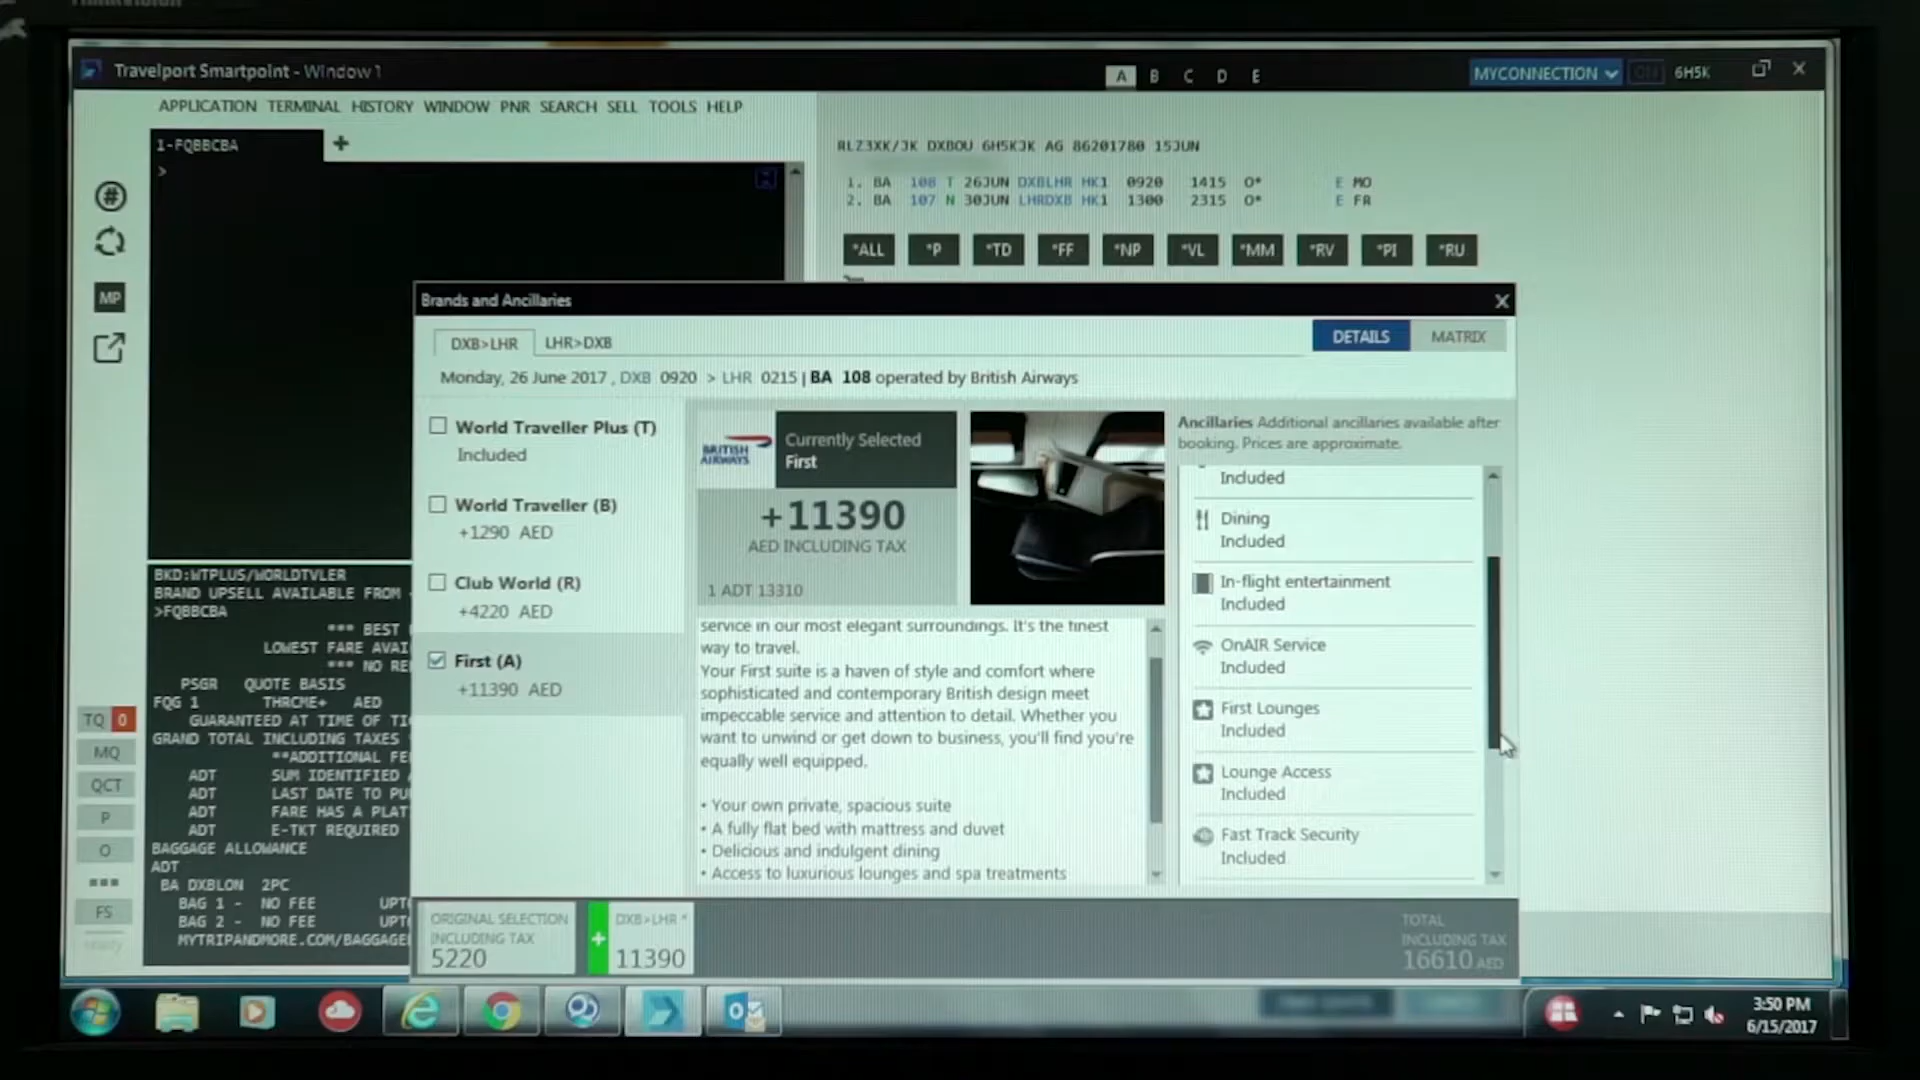 Travelport Smartpoint - Window 1
A B C D E
MYCONNECTION
ON
6H5K
APPLICATION TERMINAL HISTORY WINDOW PNR SEARCH SELL TOOLS HELP
1-FQBBCBA
>
RLZ3XK/JK DXBOU 6H5KJK AG 86201780 15JUN
1. BA 108 T 26JUN DXBLHR HK1 0920 1415 O* E MO
2. BA 107 N 30JUN LHRDXB HK1 1300 2315 O* E FR
*ALL *P *TD *FF *NP *VL *MM *RV *PI *RU
MP
Brands and Ancillaries
DXB>LHR LHR>DXB
DETAILS MATRIX
Monday, 26 June 2017 , DXB 0920 > LHR 0215 | BA 108 operated by British Airways
World Traveller Plus (T)
Included
World Traveller (B)
+1290 AED
Club World (R)
+4220 AED
First (A)
+11390 AED
BRITISH AIRWAYS
Currently Selected
First
+11390
AED INCLUDING TAX
1 ADT 13310
service in our most elegant surroundings. It's the finest
way to travel.
Your First suite is a haven of style and comfort where
sophisticated and contemporary British design meet
impeccable service and attention to detail. Whether you
want to unwind or get down to business, you'll find you're
equally well equipped.
• Your own private, spacious suite
• A fully flat bed with mattress and duvet
• Delicious and indulgent dining
• Access to luxurious lounges and spa treatments
Ancillaries Additional ancillaries available after
booking. Prices are approximate.
Included
Dining
Included
In-flight entertainment
Included
OnAIR Service
Included
First Lounges
Included
Lounge Access
Included
Fast Track Security
Included
TQ 0
MQ
QCT
P
O
FS
BKD:WTPLUS/WORLDTVLER
BRAND UPSELL AVAILABLE FROM
>FQBBCBA
*** BEST
LOWEST FARE AVAI
*** NO RE
PSGR QUOTE BASIS
FQG 1 THRCME+ AED
GUARANTEED AT TIME OF TI
GRAND TOTAL INCLUDING TAXES
**ADDITIONAL FE
ADT SUM IDENTIFIED
ADT LAST DATE TO PU
ADT FARE HAS A PLAT
ADT E-TKT REQUIRED
BAGGAGE ALLOWANCE
ADT
BA DXBLON 2PC
BAG 1 - NO FEE UPT
BAG 2 - NO FEE UPT
MYTRIPANDMORE.COM/BAGGAGE
ORIGINAL SELECTION
INCLUDING TAX
5220
+
DXB>LHR *
11390
TOTAL
INCLUDING TAX
16610 AED
3:50 PM
6/15/2017